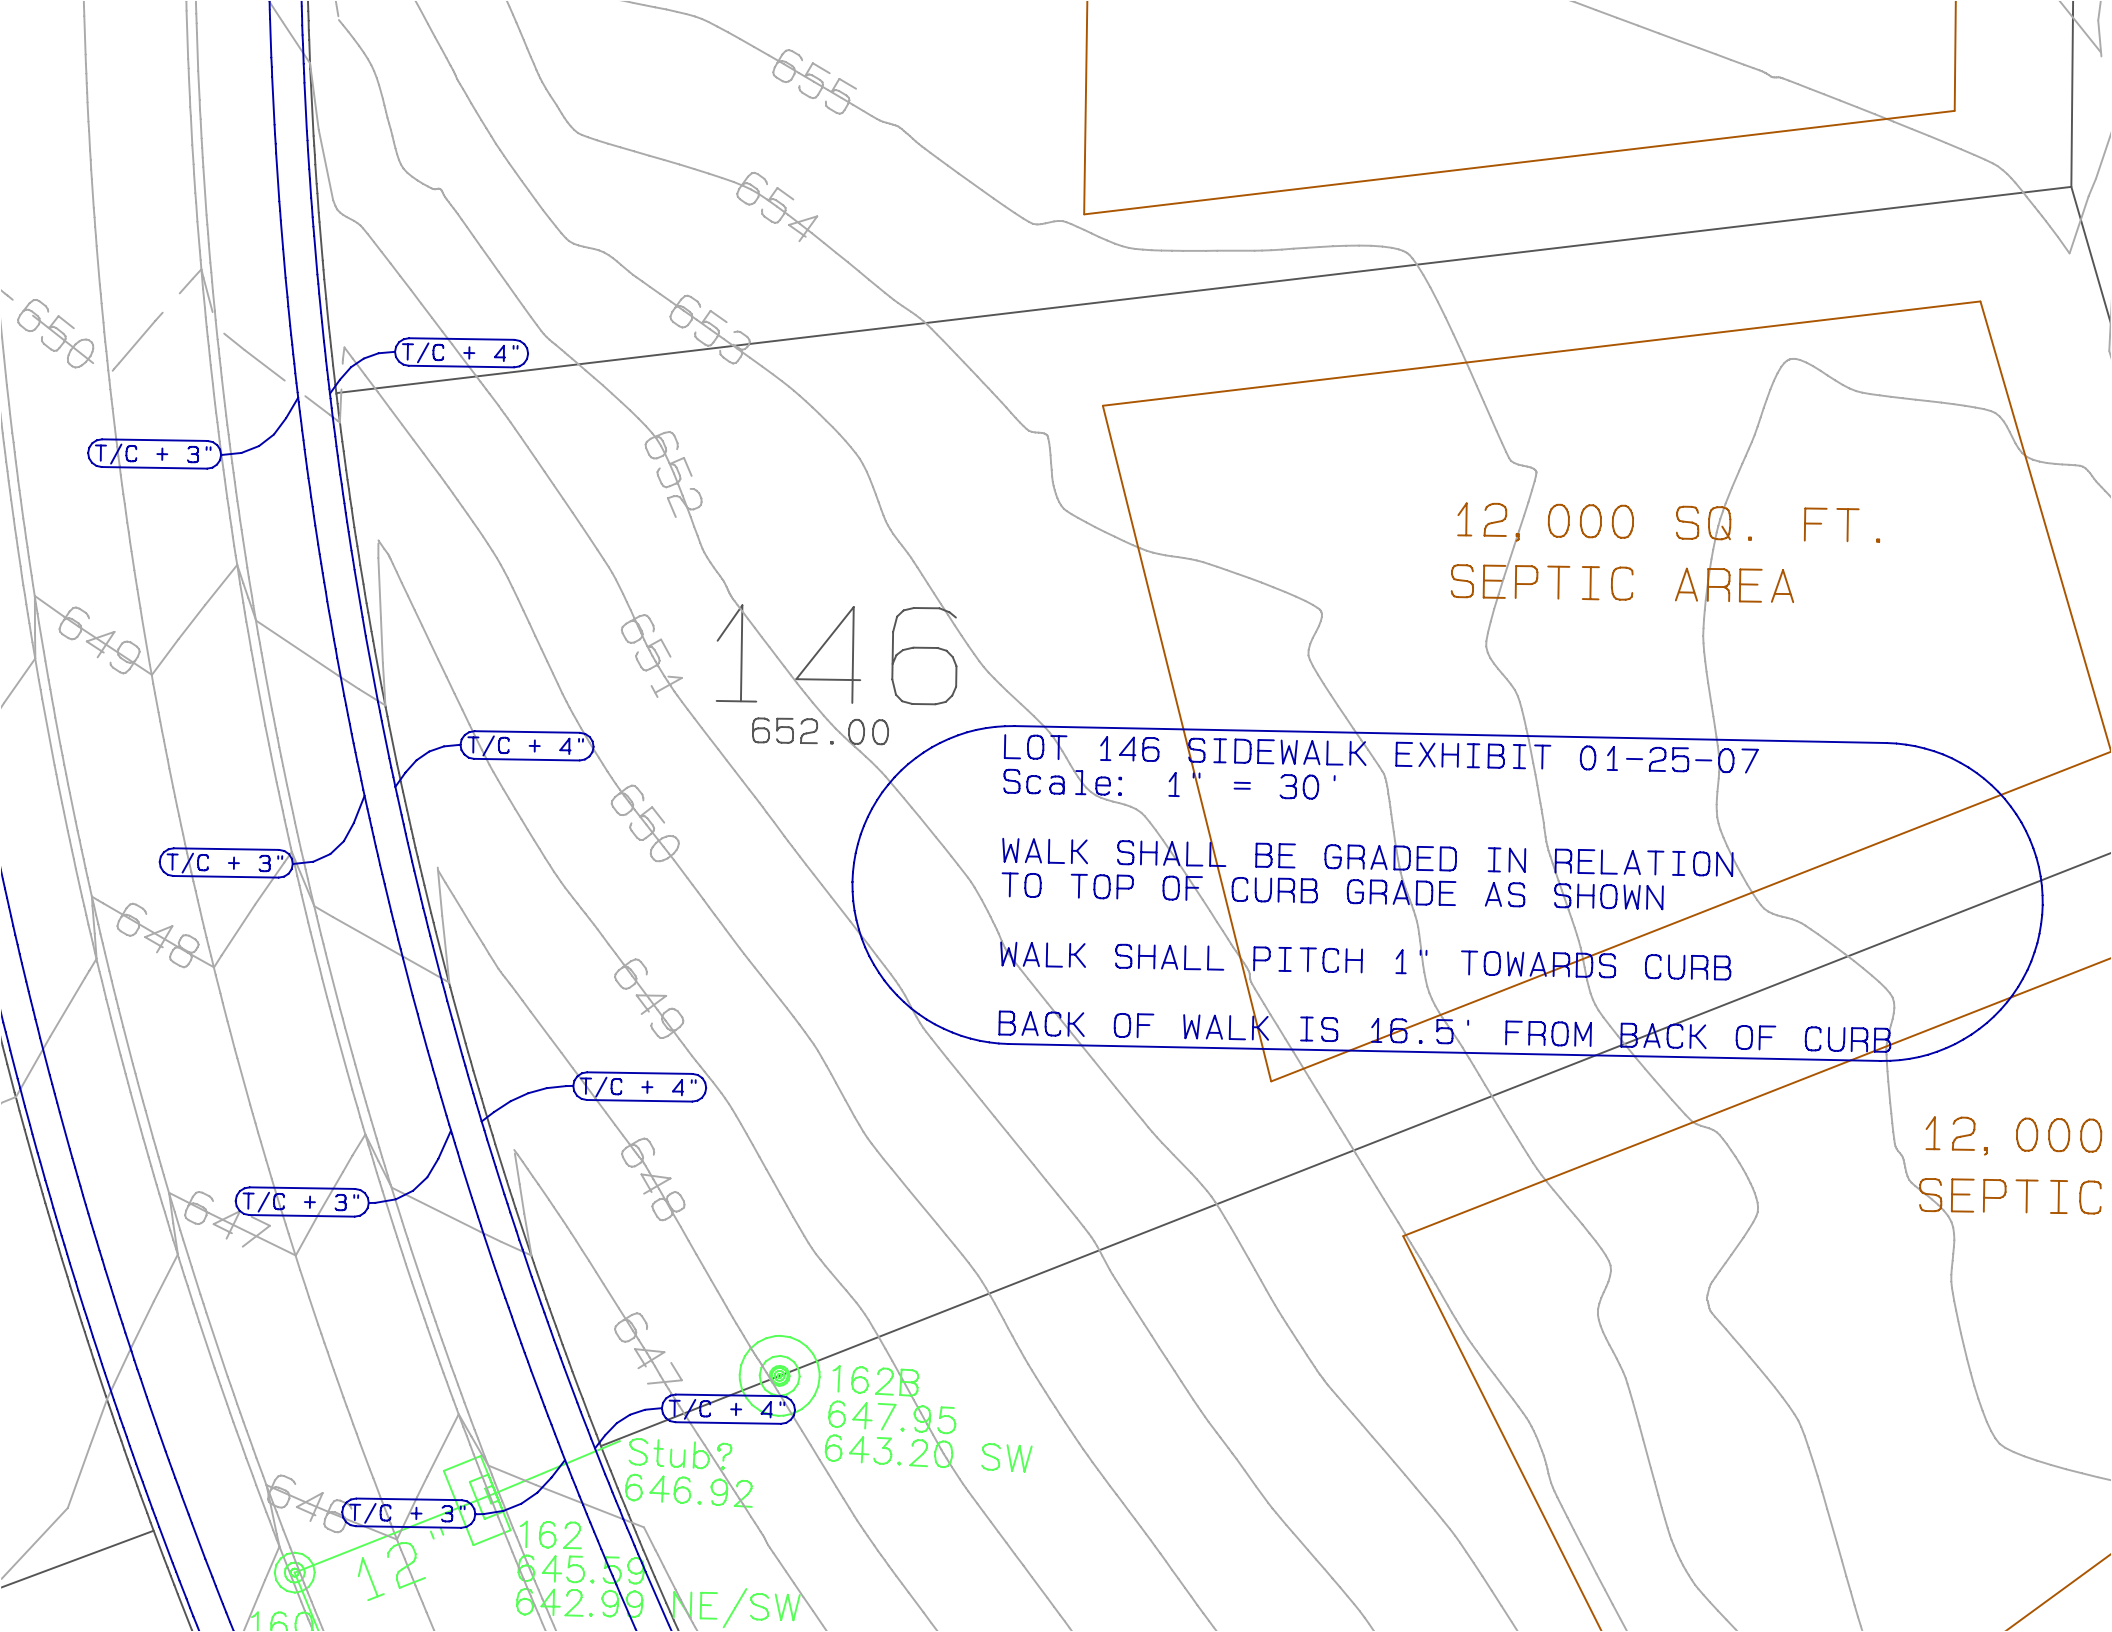 655
654
650
653
T/C + 4"
T/C + 3"
652
12,000 SQ. FT.
SEPTIC AREA
649
651
146
652.00
T/C + 4"
LOT 146 SIDEWALK EXHIBIT 01-25-07
Scale: 1" = 30'
WALK SHALL BE GRADED IN RELATION
TO TOP OF CURB GRADE AS SHOWN
WALK SHALL PITCH 1" TOWARDS CURB
BACK OF WALK IS 16.5' FROM BACK OF CURB
650
T/C + 3"
648
649
T/C + 4"
648
T/C + 3"
647
12,000
SEPTIC
647
162B
647.95
643.20 SW
T/C + 4"
Stub?
646.92
646
T/C + 3"
12"
162
645.59
642.99 NE/SW
160